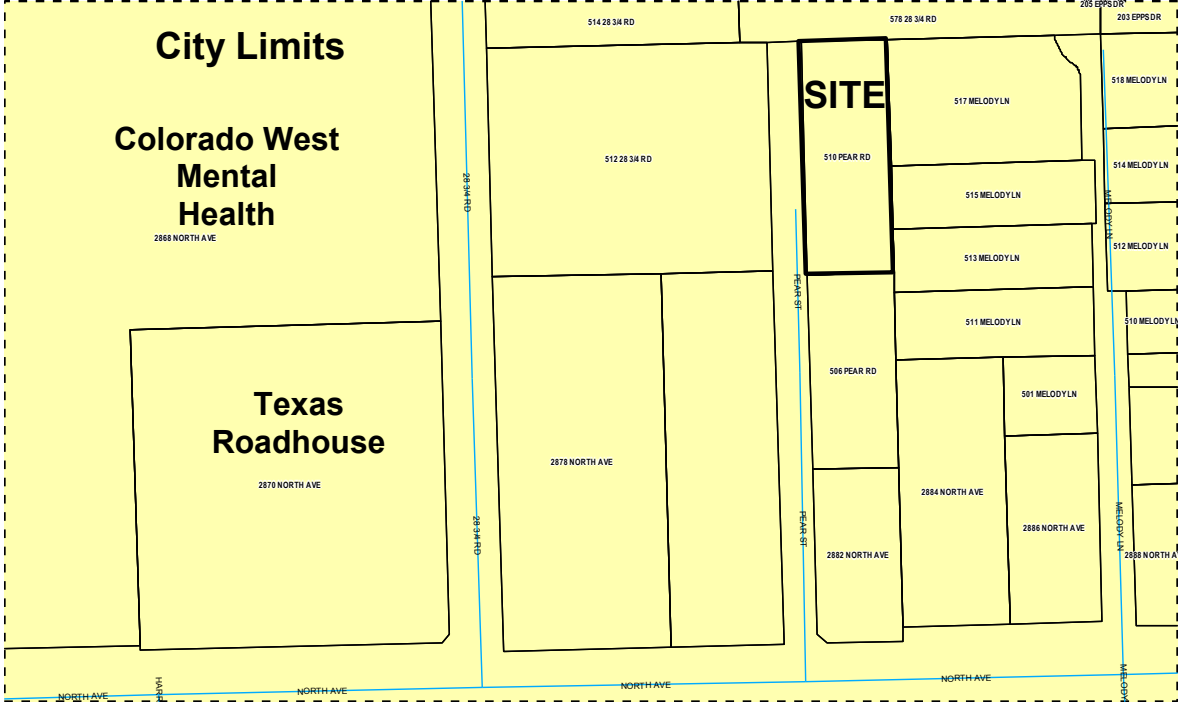 205 EPPS DR
514 28 3/4 RD
578 28 3/4 RD
203 EPPS DR
City Limits
SITE
518 MELODY LN
517 MELODY LN
Colorado West
Mental
Health
512 28 3/4 RD
510 PEAR RD
514 MELODY LN
28 3/4 RD
515 MELODY LN
MELODY LN
2868 NORTH AVE
512 MELODY LN
513 MELODY LN
PEAR ST
511 MELODY LN
510 MELODY LN
506 PEAR RD
Texas
Roadhouse
501 MELODY LN
2878 NORTH AVE
2870 NORTH AVE
2884 NORTH AVE
28 3/4 RD
PEAR ST
MELODY LN
2886 NORTH AVE
2882 NORTH AVE
2888 NORTH A
NORTH AVE
HARR
NORTH AVE
NORTH AVE
NORTH AVE
MELODY